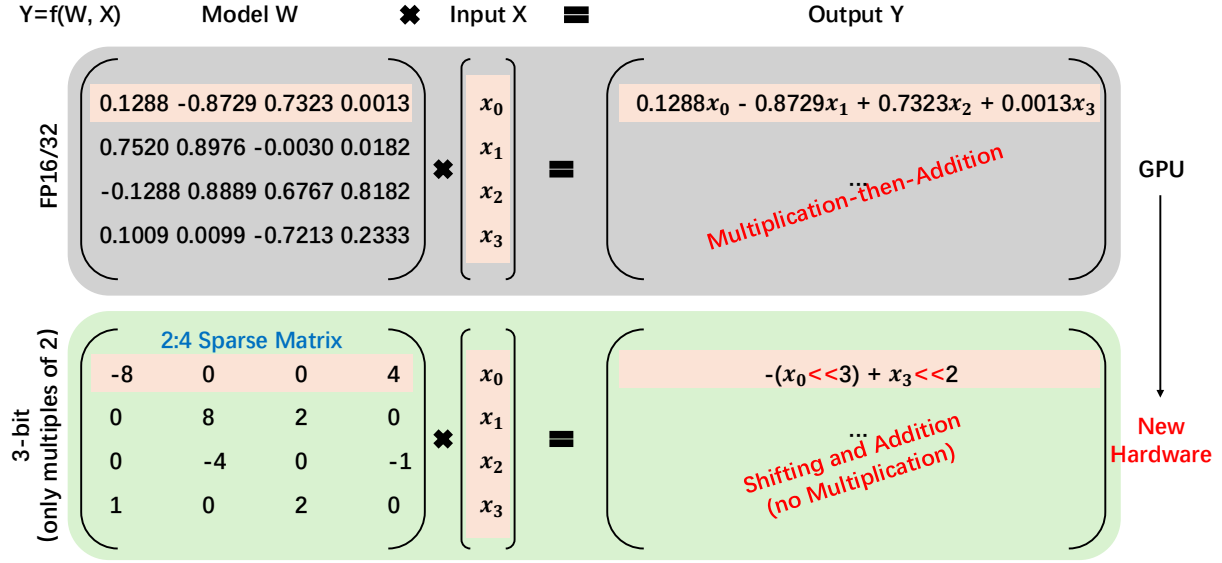 Y=f(W, X) Model W ✖ Input X = Output Y
FP16/32
0.1288 -0.8729 0.7323 0.0013
0.7520 0.8976 -0.0030 0.0182
-0.1288 0.8889 0.6767 0.8182
0.1009 0.0099 -0.7213 0.2333
✖
x₀
x₁
x₂
x₃
=
0.1288x₀ - 0.8729x₁ + 0.7323x₂ + 0.0013x₃
...
Multiplication-then-Addition
GPU
3-bit
(only multiples of 2)
2:4 Sparse Matrix
-8 0 0 4
0 8 2 0
0 -4 0 -1
1 0 2 0
✖
x₀
x₁
x₂
x₃
=
-(x₀<<3) + x₃<<2
...
Shifting and Addition
(no Multiplication)
New
Hardware